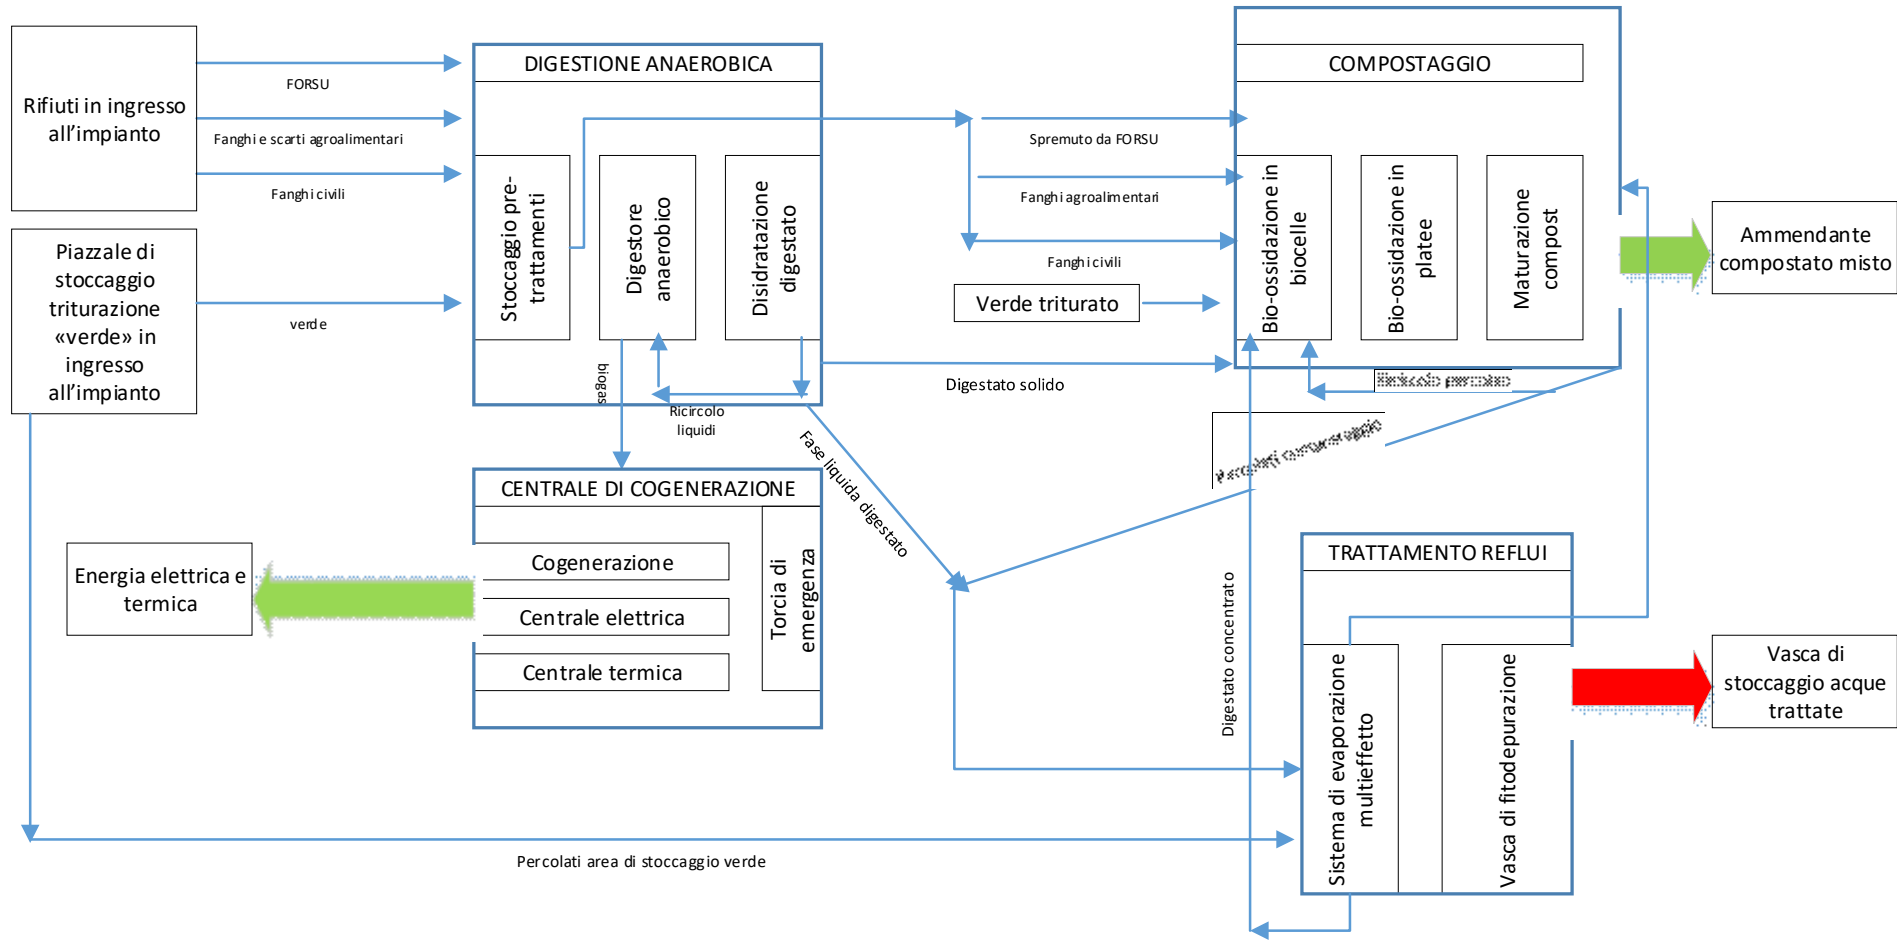 Rifiuti in ingresso
all'impianto
FORSU
Fanghi e scarti agroalimentari
Fanghi civili
Piazzale di
stoccaggio
triturazione
«verde» in
ingresso
all'impianto
verde
DIGESTIONE ANAEROBICA
Stoccaggio pre-
trattamenti
Digestore
anaerobico
Disidratazione
digestato
biogas
Ricircolo
liquidi
Spremuto da FORSU
Fanghi agroalimentari
Fanghi civili
Verde triturato
Digestato solido
COMPOSTAGGIO
Bio-ossidazione in
biocelle
Bio-ossidazione in
platee
Maturazione
compost
Ammendante
compostato misto
Fase liquida digestato
CENTRALE DI COGENERAZIONE
Cogenerazione
Centrale elettrica
Centrale termica
Torcia di
emergenza
Energia elettrica e
termica
Digestato concentrato
TRATTAMENTO REFLUI
Sistema di evaporazione
multieffetto
Vasca di fitodepurazione
Vasca di
stoccaggio acque
trattate
Percolati area di stoccaggio verde